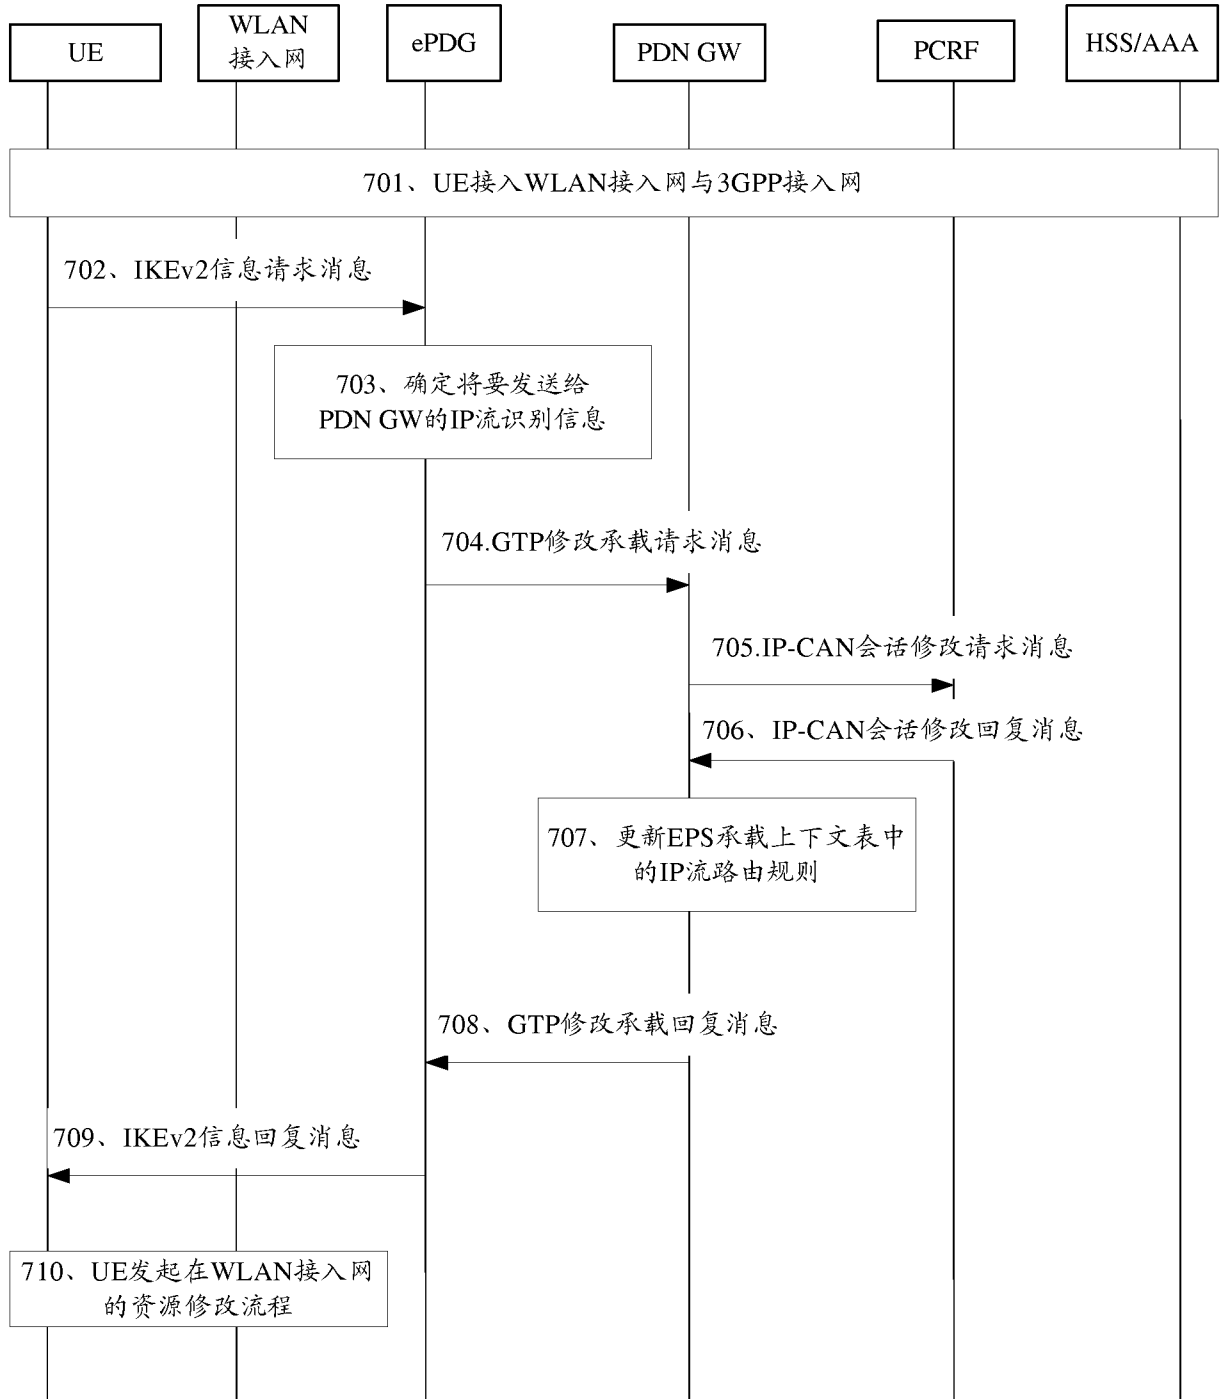 UE
WLAN
接入网
ePDG
PDN GW
PCRF
HSS/AAA
701、UE接入WLAN接入网与3GPP接入网
702、IKEv2信息请求消息
703、确定将要发送给
PDN GW的IP流识别信息
704.GTP修改承载请求消息
705.IP-CAN会话修改请求消息
706、IP-CAN会话修改回复消息
707、更新EPS承载上下文表中
的IP流路由规则
708、GTP修改承载回复消息
709、IKEv2信息回复消息
710、UE发起在WLAN接入网
的资源修改流程